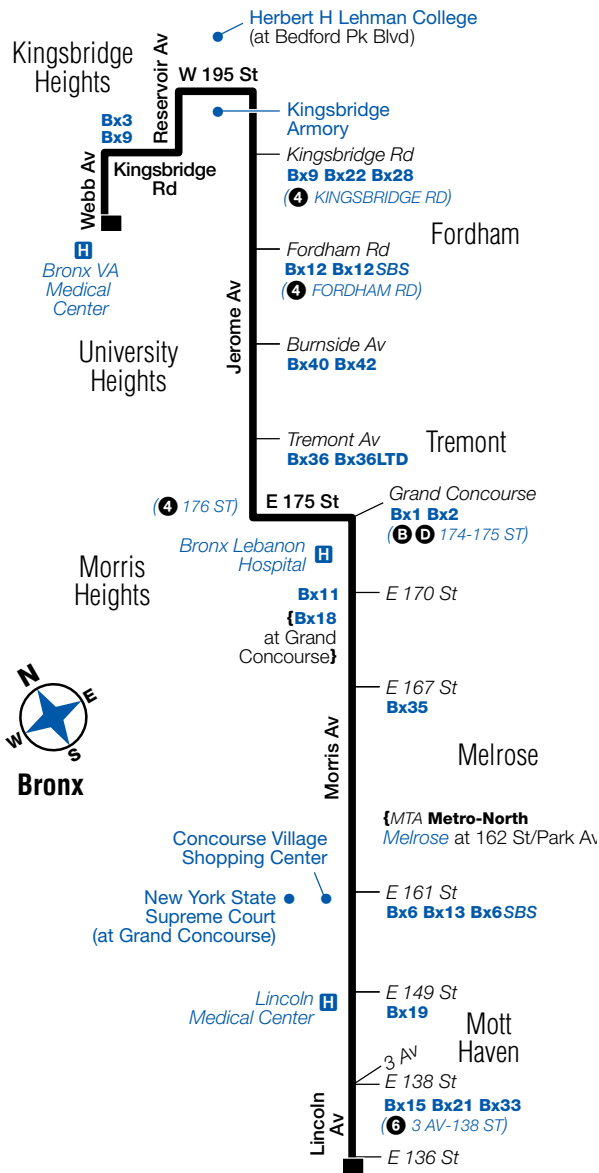 Herbert H Lehman College
(at Bedford Pk Blvd)
Kingsbridge
Heights
Reservoir Av
W 195 St
Bx3
Bx9
Kingsbridge
Armory
Webb Av
Kingsbridge
Rd
Kingsbridge Rd
Bx9 Bx22 Bx28
(4 KINGSBRIDGE RD)
H
Bronx VA
Medical
Center
Fordham
Fordham Rd
Bx12 Bx12SBS
(4 FORDHAM RD)
Jerome Av
University
Heights
Burnside Av
Bx40 Bx42
Tremont Av
Bx36 Bx36LTD
Tremont
(4 176 ST)
E 175 St
Grand Concourse
Bx1 Bx2
(B D 174-175 ST)
Bronx Lebanon
Hospital
H
Morris
Heights
Bx11
E 170 St
{Bx18
at Grand
Concourse}
N
E
W
S
Bronx
E 167 St
Bx35
Morris Av
Melrose
{MTA Metro-North
Melrose at 162 St/Park Av
Concourse Village
Shopping Center
New York State
Supreme Court
(at Grand Concourse)
E 161 St
Bx6 Bx13 Bx6SBS
Lincoln
Medical Center
H
E 149 St
Bx19
Mott
Haven
3 Av
E 138 St
Bx15 Bx21 Bx33
(6 3 AV-138 ST)
Lincoln
Av
E 136 St